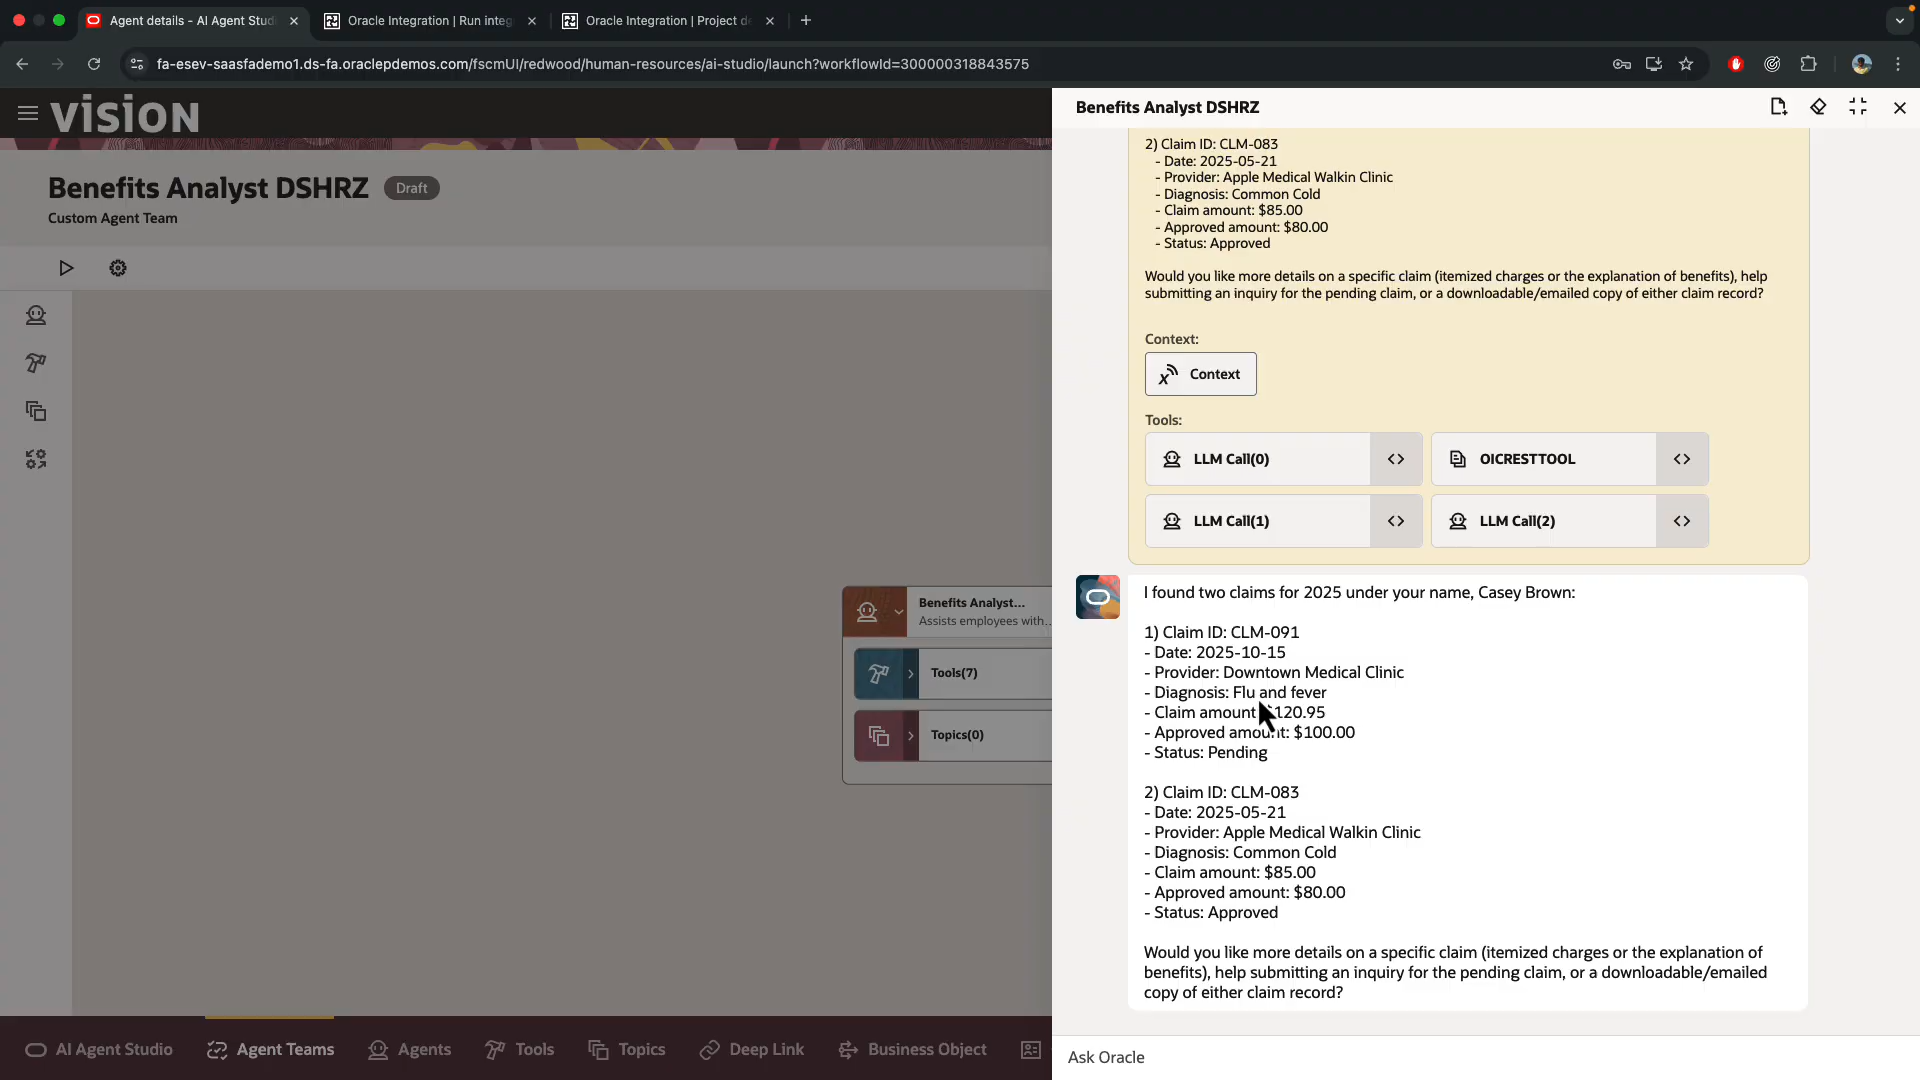 Agent details - AI Agent Stud
Oracle Integration | Run integ
Oracle Integration | Project de
fa-esev-saasfademo1.ds-fa.oraclepdemos.com/fscmUI/redwood/human-resources/ai-studio/launch?workflowId=300000318843575
VISION
Benefits Analyst DSHRZ
Draft
Custom Agent Team
Benefits Analyst...
Assists employees with...
Tools(7)
Topics(0)
AI Agent Studio
Agent Teams
Agents
Tools
Topics
Deep Link
Business Object
Benefits Analyst DSHRZ
2) Claim ID: CLM-083
- Date: 2025-05-21
- Provider: Apple Medical Walkin Clinic
- Diagnosis: Common Cold
- Claim amount: $85.00
- Approved amount: $80.00
- Status: Approved
Would you like more details on a specific claim (itemized charges or the explanation of benefits), help
submitting an inquiry for the pending claim, or a downloadable/emailed copy of either claim record?
Context:
Context
Tools:
LLM Call(0)
OICRESTTOOL
LLM Call(1)
LLM Call(2)
I found two claims for 2025 under your name, Casey Brown:
1) Claim ID: CLM-091
- Date: 2025-10-15
- Provider: Downtown Medical Clinic
- Diagnosis: Flu and fever
- Claim amount $120.95
- Approved amount: $100.00
- Status: Pending
2) Claim ID: CLM-083
- Date: 2025-05-21
- Provider: Apple Medical Walkin Clinic
- Diagnosis: Common Cold
- Claim amount: $85.00
- Approved amount: $80.00
- Status: Approved
Would you like more details on a specific claim (itemized charges or the explanation of
benefits), help submitting an inquiry for the pending claim, or a downloadable/emailed
copy of either claim record?
Ask Oracle